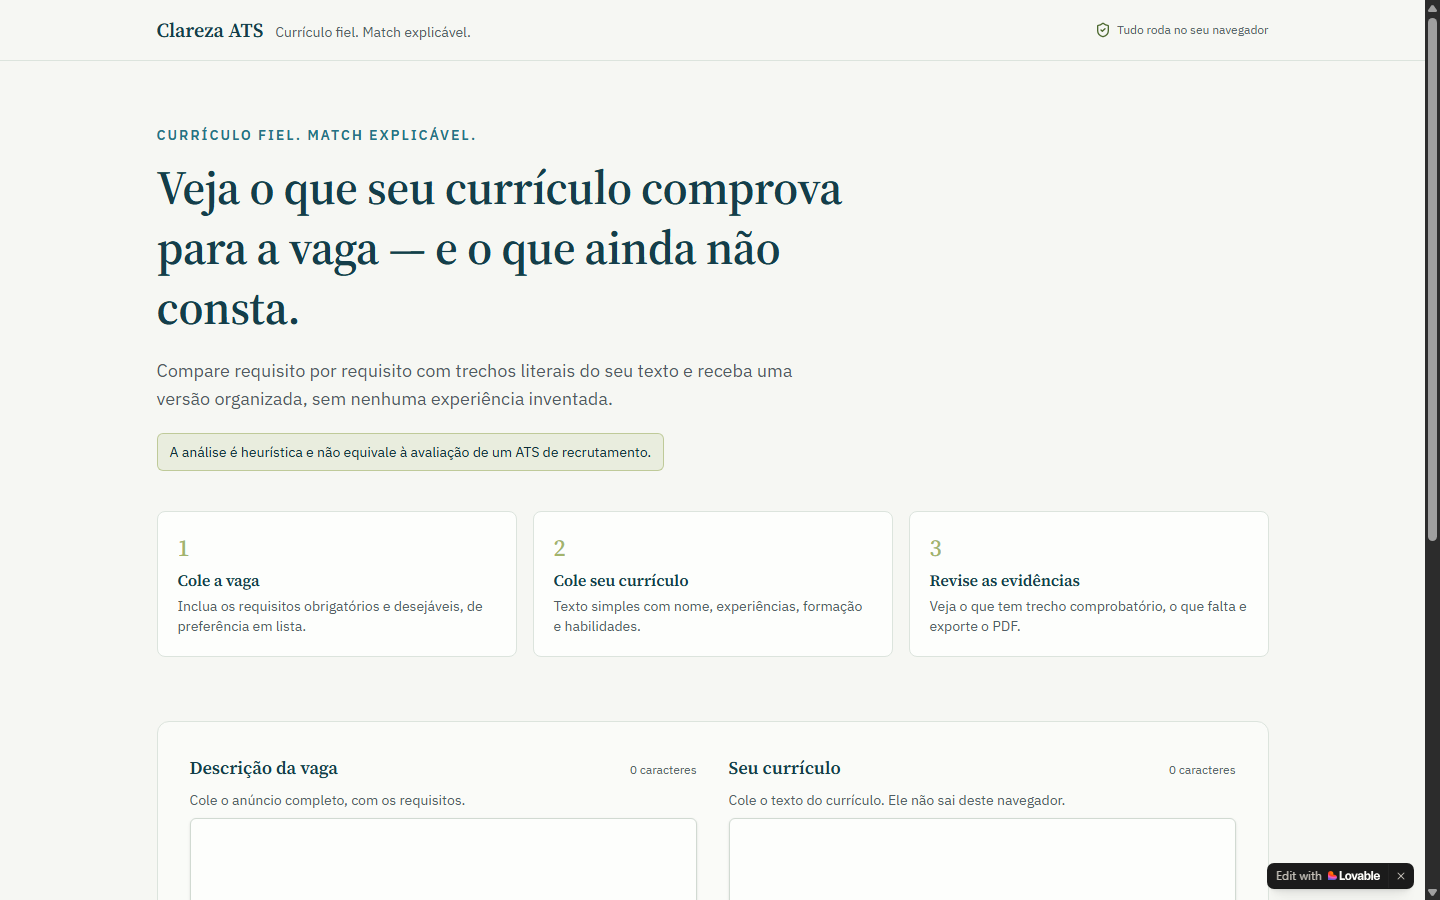 Clareza ATS Currículo fiel. Match explicável.
Tudo roda no seu navegador
CURRÍCULO FIEL. MATCH EXPLICÁVEL.
Veja o que seu currículo comprova
para a vaga — e o que ainda não
consta.
Compare requisito por requisito com trechos literais do seu texto e receba uma
versão organizada, sem nenhuma experiência inventada.
A análise é heurística e não equivale à avaliação de um ATS de recrutamento.
1
Cole a vaga
Inclua os requisitos obrigatórios e desejáveis, de
preferência em lista.
2
Cole seu currículo
Texto simples com nome, experiências, formação
e habilidades.
3
Revise as evidências
Veja o que tem trecho comprobatório, o que falta e
exporte o PDF.
Descrição da vaga
0 caracteres
Cole o anúncio completo, com os requisitos.
Seu currículo
0 caracteres
Cole o texto do currículo. Ele não sai deste navegador.
Edit with Lovable ×